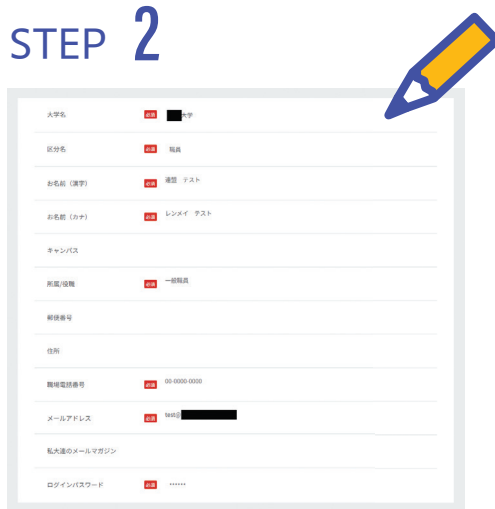 STEP 2
大学名 必須 大学
区分名 必須 職員
お名前（漢字） 必須 連盟 テスト
お名前（カナ） 必須 レンメイ テスト
キャンパス
所属/役職 必須 一般職員
郵便番号
住所
職場電話番号 必須 00-0000-0000
メールアドレス 必須 test@
私大連のメールマガジン
ログインパスワード 必須 ••••••